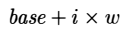 base + i × w